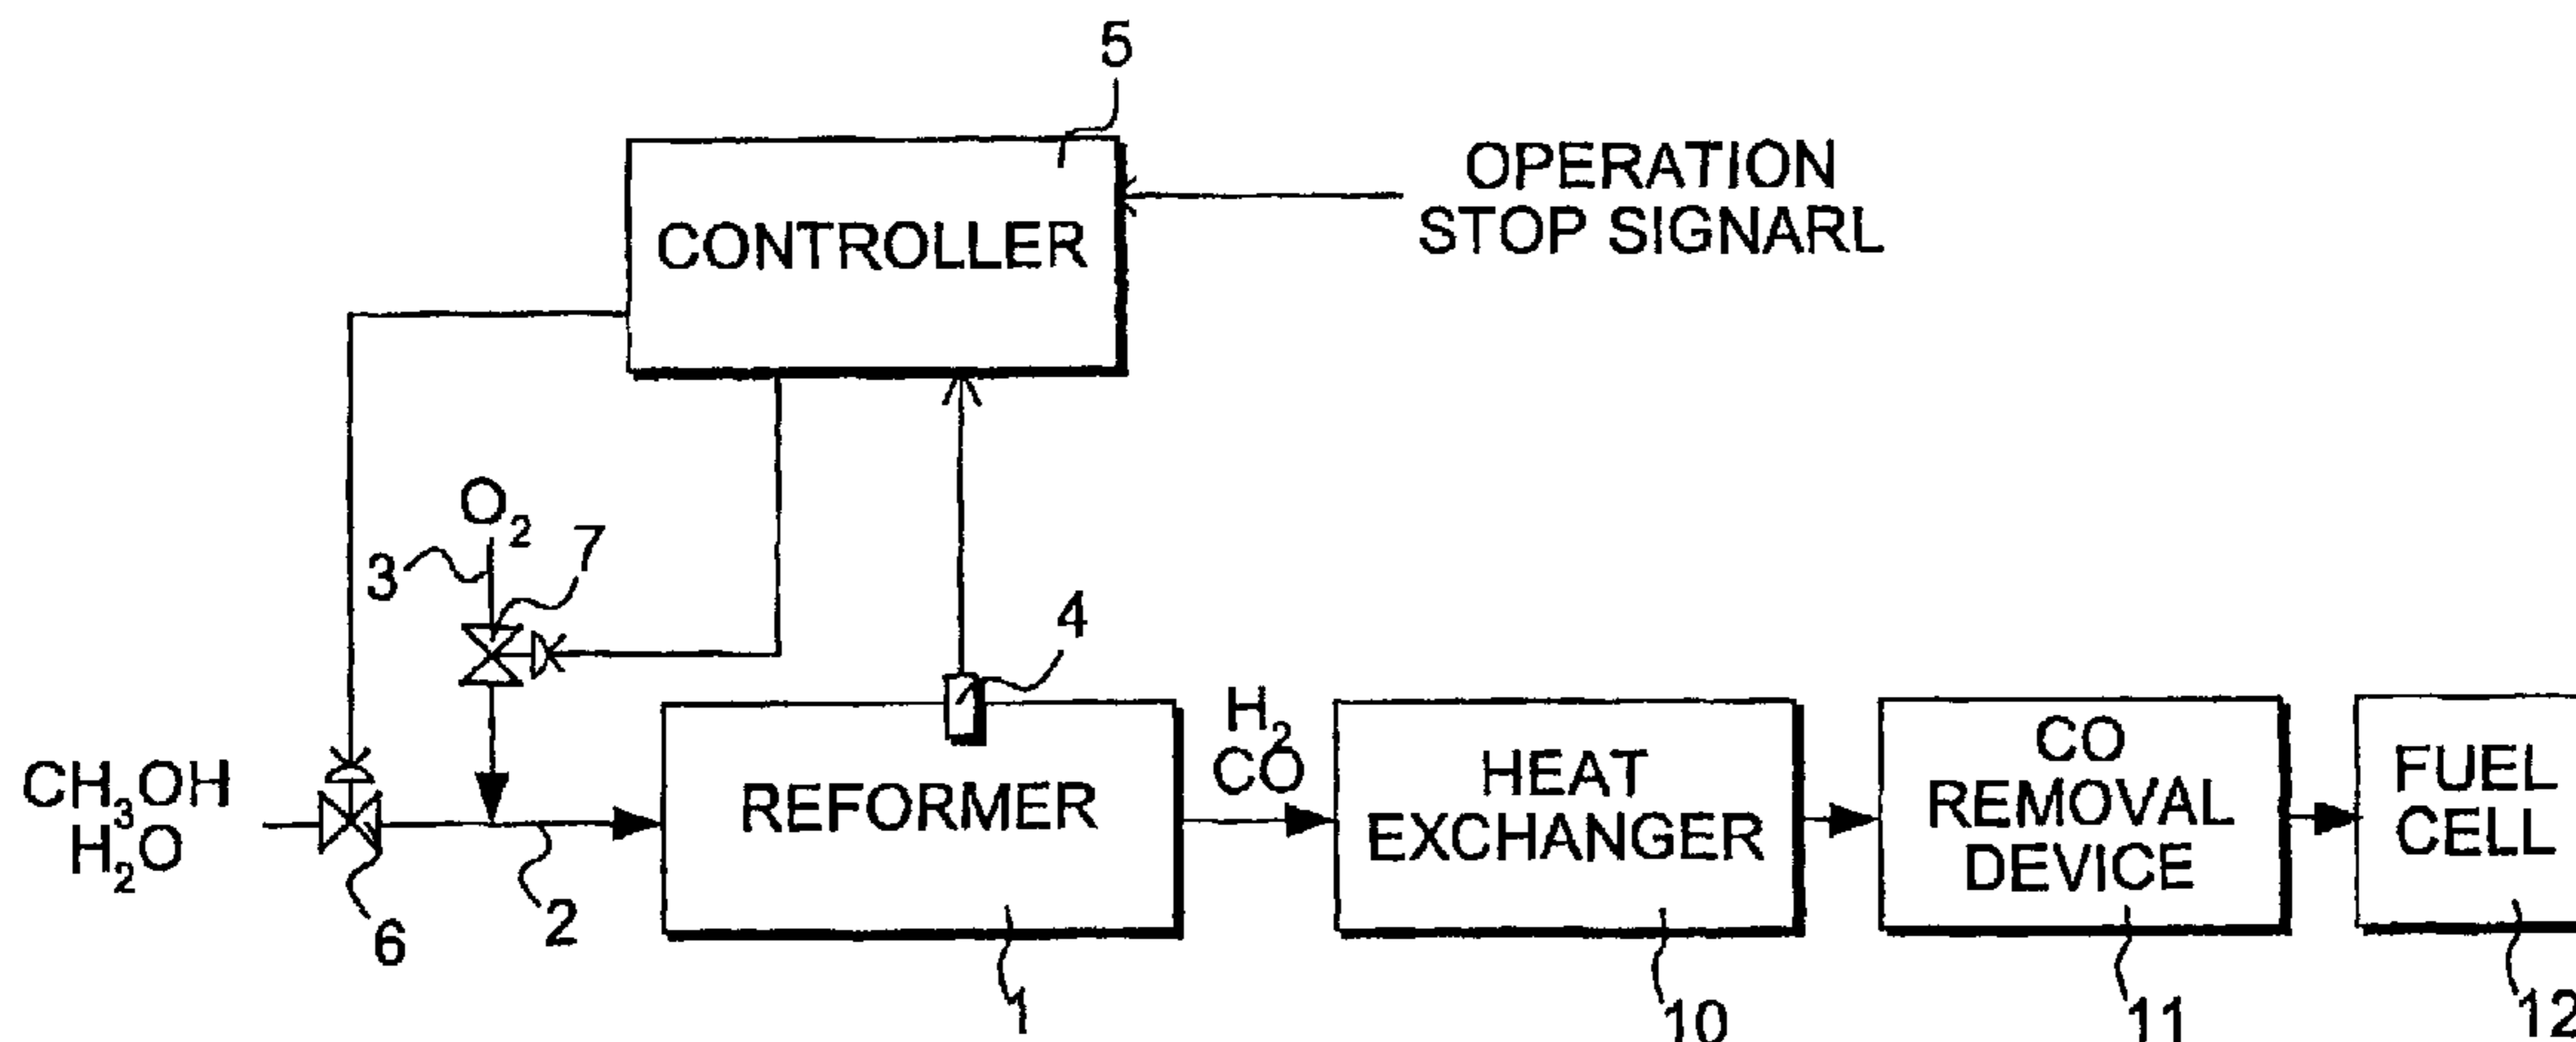 5
CONTROLLER
OPERATION
STOP SIGNARL
O2
3
7
4
CH3OH
H2O
6
2
REFORMER
1
H2
CO
HEAT
EXCHANGER
10
CO
REMOVAL
DEVICE
11
FUEL
CELL
12